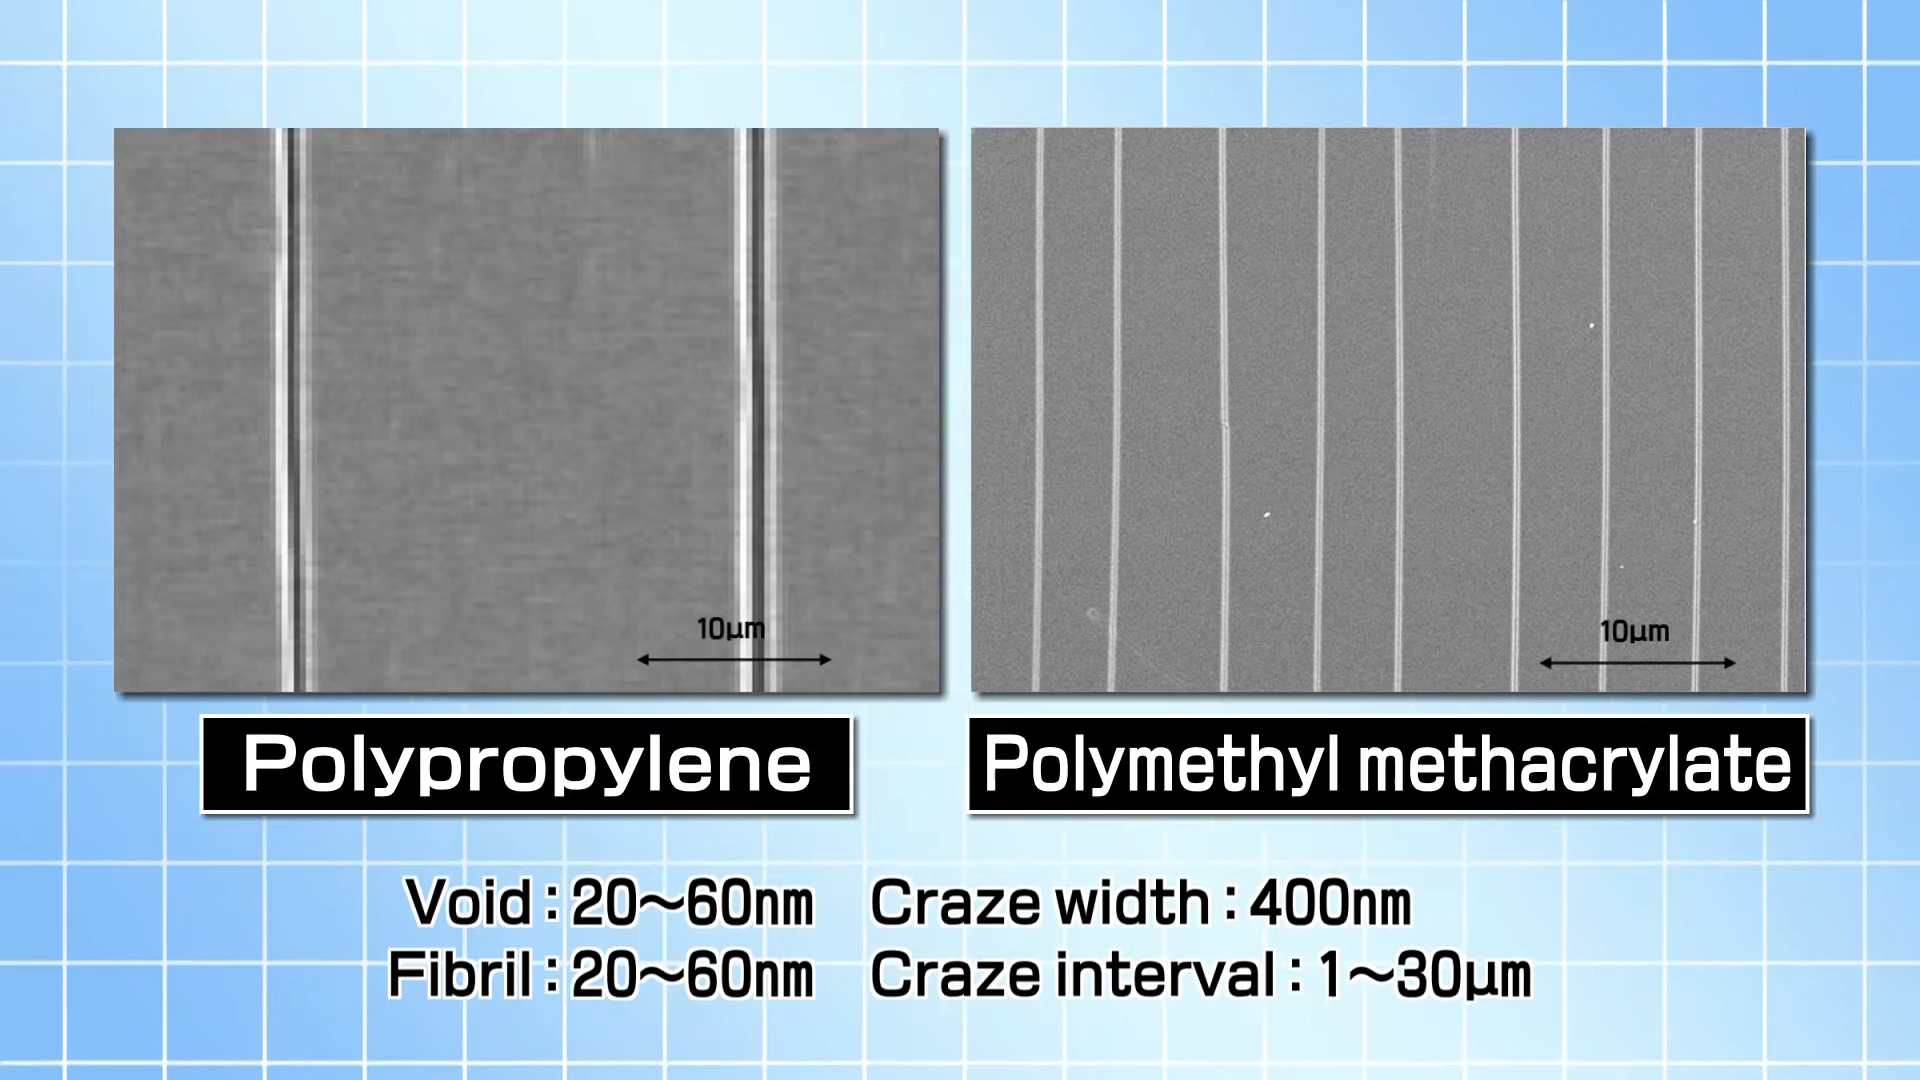 10μm
10μm
Polypropylene
Polymethyl methacrylate
Void : 20～60nm Craze width : 400nm
Fibril : 20～60nm Craze interval : 1～30μm